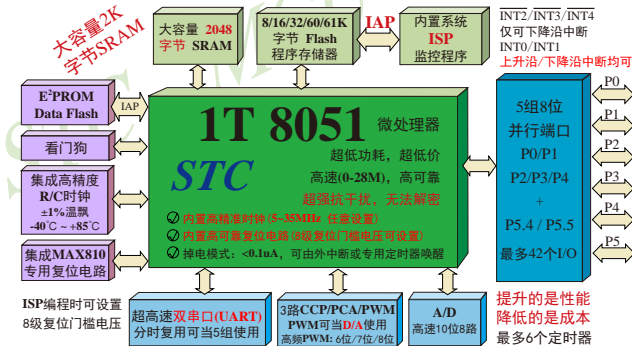 大容量2K
字节SRAM
大容量 2048
字节 SRAM
8/16/32/60/61K
字节 Flash
程序存储器
IAP
内置系统
ISP
监控程序
INT2/INT3/INT4
仅可下降沿中断
INT0/INT1
上升沿/下降沿中断均可
E²PROM
Data Flash
IAP
看门狗
集成高精度
R/C时钟
±1%温飘
-40℃~+85℃
集成MAX810
专用复位电路
1T 8051 微处理器
STC
超低功耗，超低价
高速(0-28M)，高可靠
超强抗干扰，无法解密
内置高精准时钟(5~35MHz 任意设置)
内置高可靠复位电路(8级复位门槛电压可设置)
掉电模式：<0.1uA，可由外中断或专用定时器唤醒
5组8位
并行端口
P0/P1
P2/P3/P4
+
P5.4 / P5.5
最多42个I/O
P0
P1
P2
P3
P4
P5
ISP编程时可设置
8级复位门槛电压
超高速双串口(UART)
分时复用可当5组使用
3路CCP/PCA/PWM
PWM可当D/A使用
高频PWM: 6位/7位/8位
A/D
高速10位8路
提升的是性能
降低的是成本
最多6个定时器